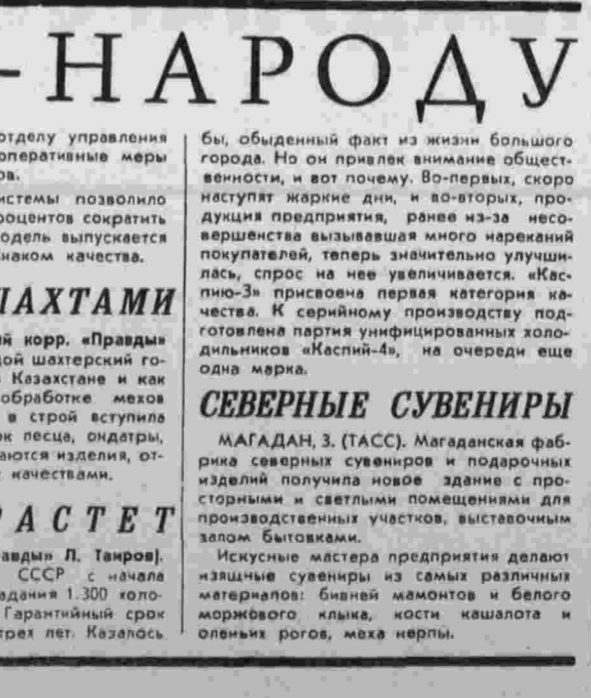 - НАРОДУ
отделу управления
оперативные меры
ов.
истемы позволило
роцентов сократить
одель выпускается
знаком качества.
ШАХТАМИ
й корр. «Правды»
дой шахтерский го-
Казахстане и как
обработке мехов
в строй вступила
ок песца, ондатры,
аются изделия, от-
качествами.
РАСТЕТ
равды» Л. Таиров).
СССР с начала
здания 1.300 холо-
Гарантийный срок
трех лет. Казалось
бы, обыденный факт из жизни большого
города. Но он привлек внимание общест-
венности, и вот почему. Во-первых, скоро
наступят жаркие дни, и во-вторых, про-
дукция предприятия, ранее из-за несо-
вершенства вызывавшая много нареканий
покупателей, теперь значительно улучши-
лась, спрос на нее увеличивается. «Кас-
пию-3» присвоена первая категория ка-
чества. К серийному производству под-
готовлена партия унифицированных холо-
дильников «Каспий-4», на очереди еще
одна марка.
СЕВЕРНЫЕ СУВЕНИРЫ
МАГАДАН, 3. (ТАСС). Магаданская фаб-
рика северных сувениров и подарочных
изделий получила новое здание с про-
сторными и светлыми помещениями для
производственных участков, выставочным
залом бытовками.
Искусные мастера предприятия делают
изящные сувениры из самых различных
материалов: бивней мамонтов и белого
моржового клыка, кости кашалота и
оленьих рогов, меха нерпы.